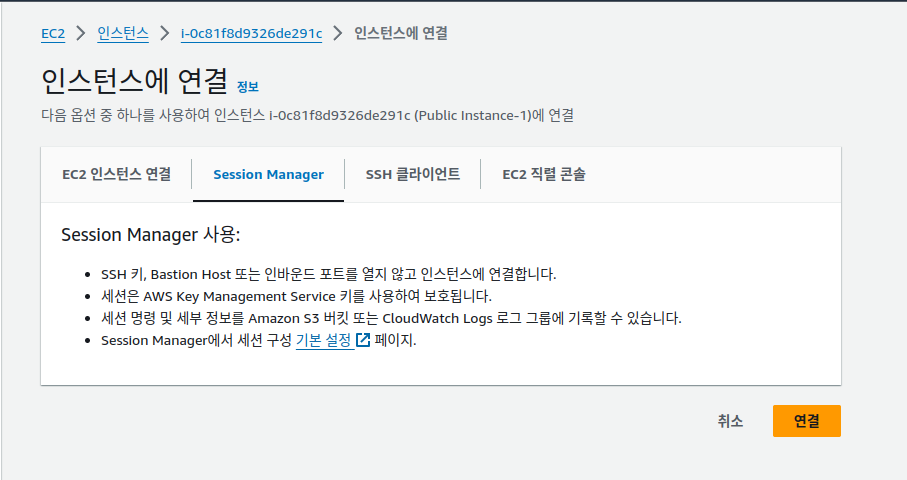 EC2 > 인스턴스 > i-0c81f8d9326de291c > 인스턴스에 연결
인스턴스에 연결 정보
다음 옵션 중 하나를 사용하여 인스턴스 i-0c81f8d9326de291c (Public Instance-1)에 연결
EC2 인스턴스 연결 Session Manager SSH 클라이언트 EC2 직렬 콘솔
Session Manager 사용:
• SSH 키, Bastion Host 또는 인바운드 포트를 열지 않고 인스턴스에 연결합니다.
• 세션은 AWS Key Management Service 키를 사용하여 보호됩니다.
• 세션 명령 및 세부 정보를 Amazon S3 버킷 또는 CloudWatch Logs 로그 그룹에 기록할 수 있습니다.
• Session Manager에서 세션 구성 기본 설정 페이지.
취소 연결